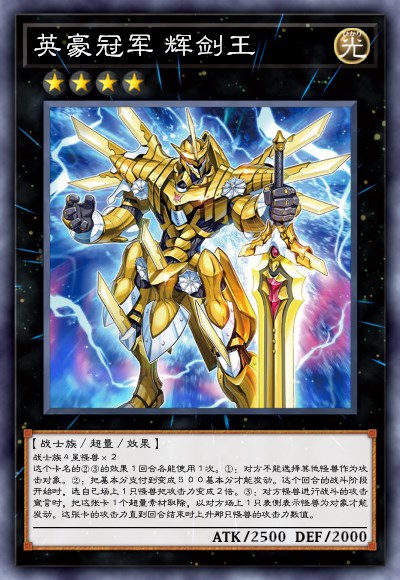 英豪冠军 辉剑王
光
ひかり
【战士族/超量/效果】
战士族4星怪兽×2
这个卡名的②③的效果1回合各能使用1次。①:对方不能选择其他怪兽作为攻
击对象。②:把基本分支付到变成500基本分才能发动。这个回合的战斗阶段
开始时,选自己场上1只怪兽把攻击力变成2倍。③:对方怪兽进行战斗的攻击
宣言时,把这张卡1个超量素材取除,以对方场上1只表侧表示怪兽为对象才能
发动。这张卡的攻击力直到回合结束时上升那只怪兽的攻击力数值。
ATK/2500 DEF/2000